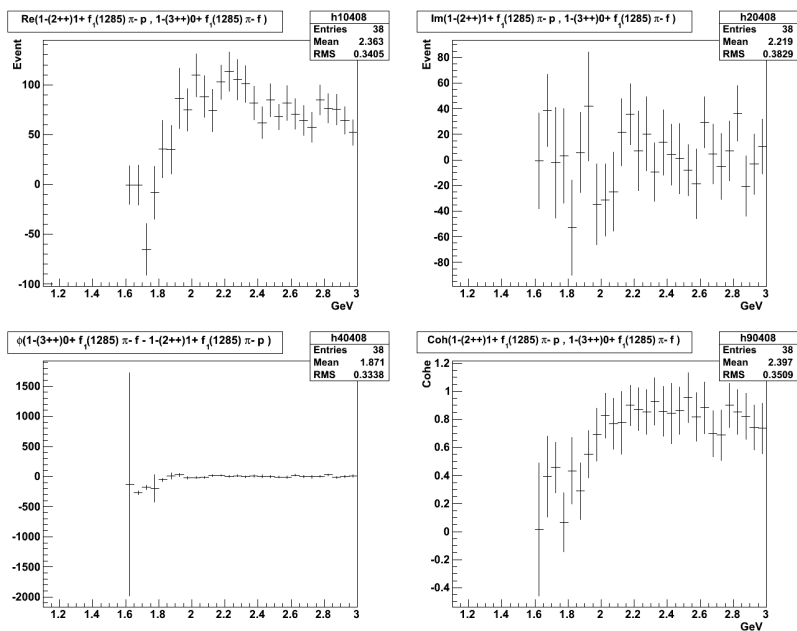 Re(1-(2++)1+ f1(1285) π- p , 1-(3++)0+ f1(1285) π- f )
h10408
Entries 38
Mean 2.363
RMS 0.3405
Event
100
50
0
-50
-100
1.2 1.4 1.6 1.8 2 2.2 2.4 2.6 2.8 3
GeV
Im(1-(2++)1+ f1(1285) π- p , 1-(3++)0+ f1(1285) π- f )
h20408
Entries 38
Mean 2.219
RMS 0.3829
Event
80
60
40
20
0
-20
-40
-60
-80
1.2 1.4 1.6 1.8 2 2.2 2.4 2.6 2.8 3
GeV
ϕ(1-(3++)0+ f1(1285) π- f - 1-(2++)1+ f1(1285) π- p )
h40408
Entries 38
Mean 1.871
RMS 0.3338
1500
1000
500
0
-500
-1000
-1500
-2000
1.2 1.4 1.6 1.8 2 2.2 2.4 2.6 2.8 3
Coh(1-(2++)1+ f1(1285) π- p , 1-(3++)0+ f1(1285) π- f )
h90408
Entries 38
Mean 2.397
RMS 0.3509
Cohe
1.2
1
0.8
0.6
0.4
0.2
0
-0.2
-0.4
1.2 1.4 1.6 1.8 2 2.2 2.4 2.6 2.8 3
GeV